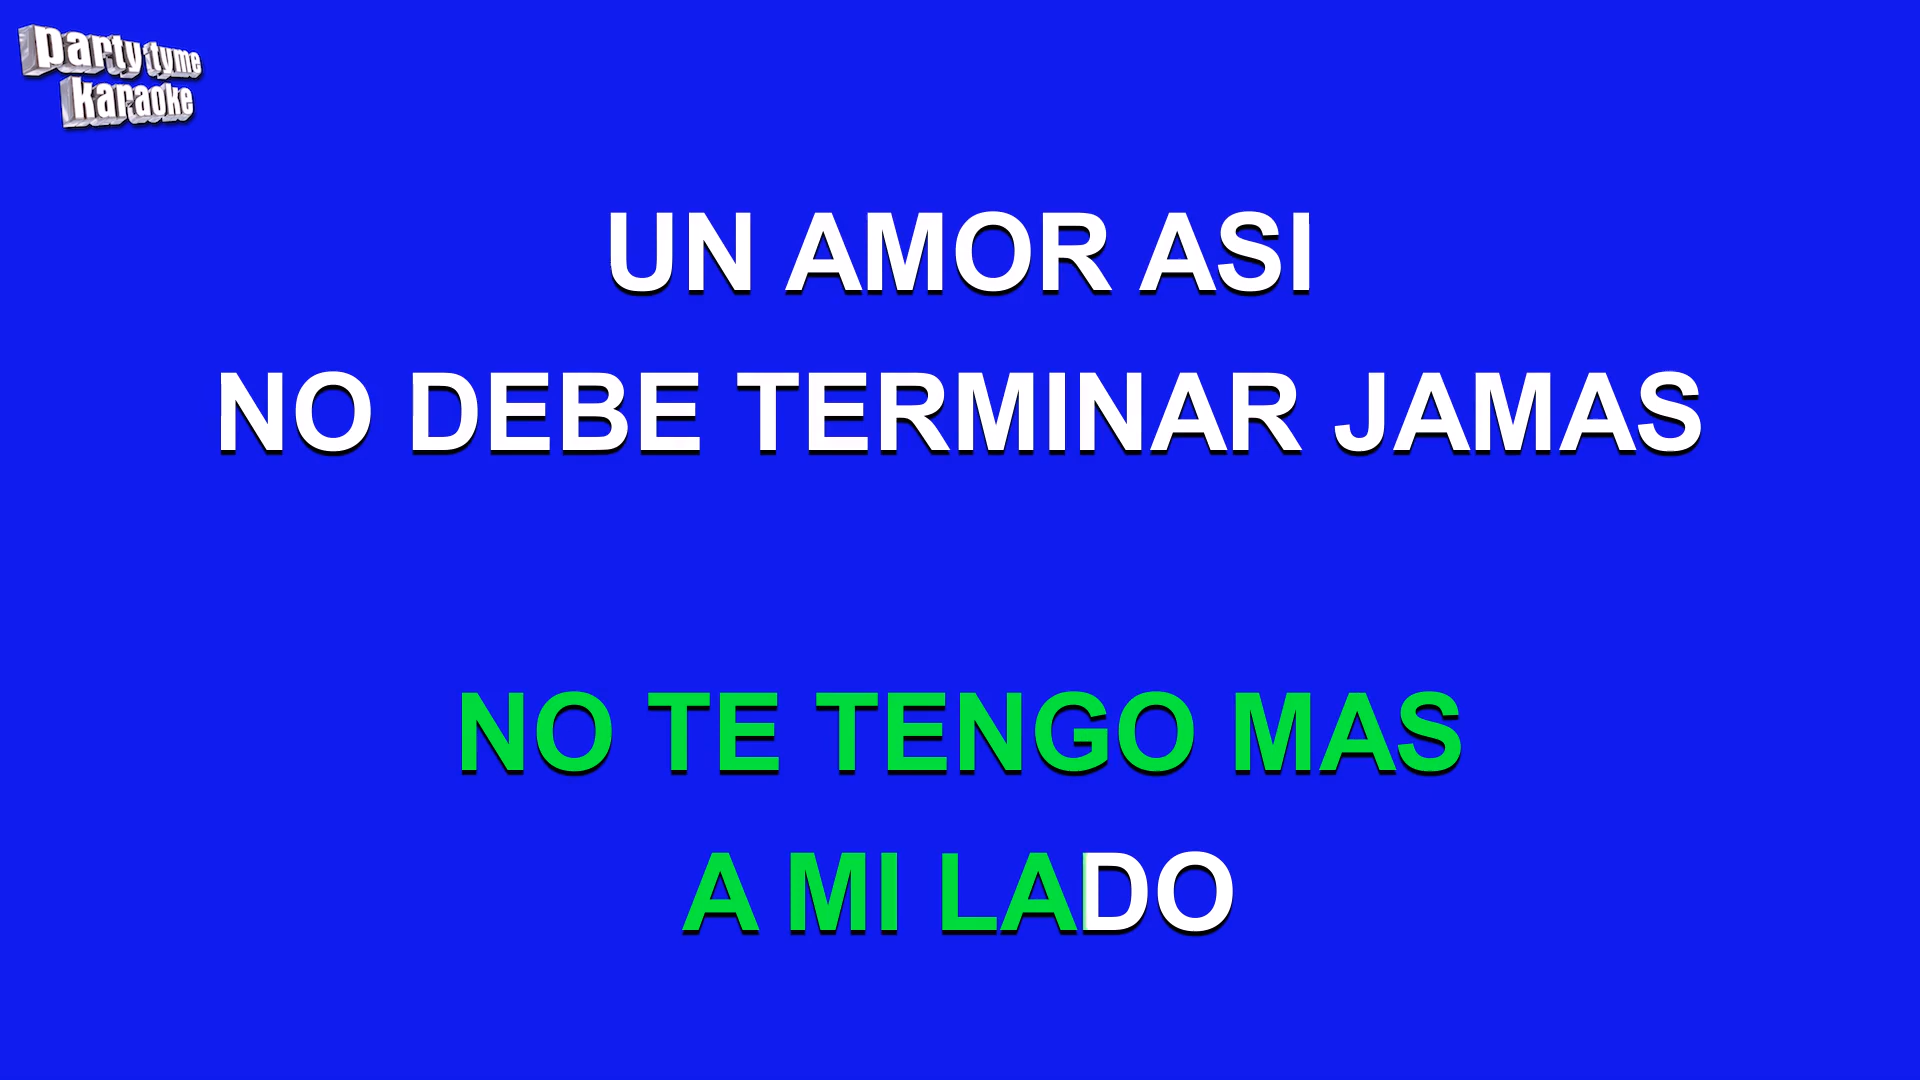 party tyme
karaoke
UN AMOR ASI
NO DEBE TERMINAR JAMAS
NO TE TENGO MAS
A MI LADO